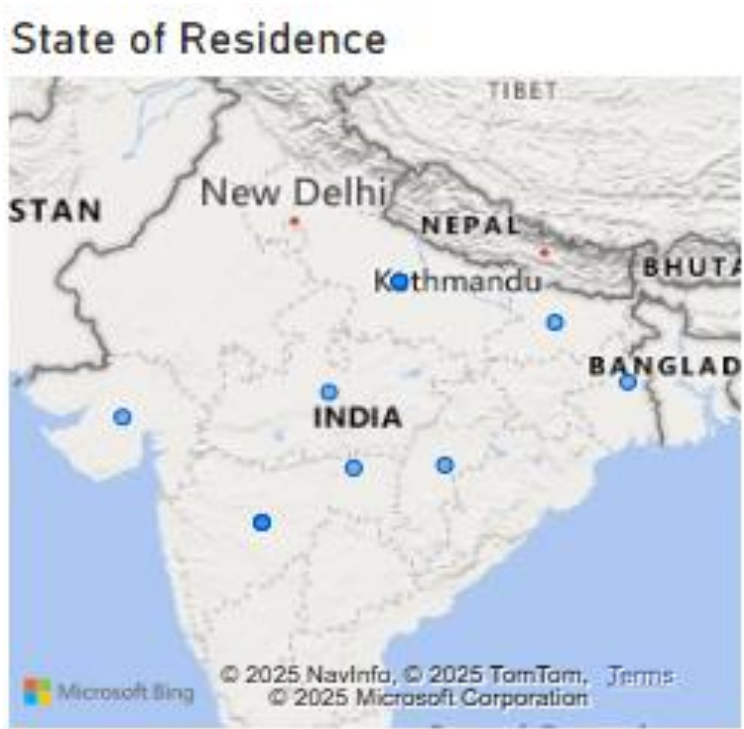 State of Residence
TIBET
New Delhi
STAN
NEPAL
BHUTA
Kathmandu
BANGLAD
INDIA
© 2025 NavInfo, © 2025 TomTom, Terms
Microsoft Bing
© 2025 Microsoft Corporation